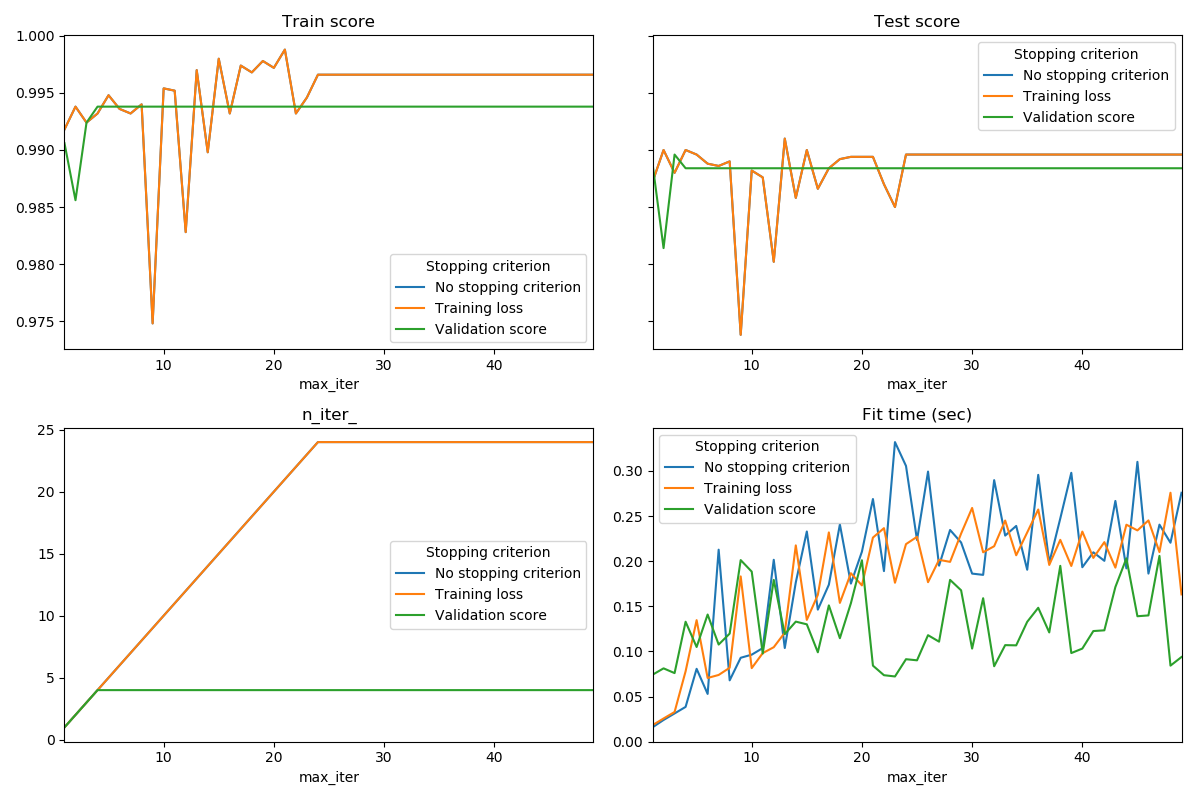 Train score
1.000
0.995
0.990
0.985
0.980
0.975
Stopping criterion
No stopping criterion
Training loss
Validation score
10 20 30 40
max_iter
Test score
Stopping criterion
No stopping criterion
Training loss
Validation score
10 20 30 40
max_iter
n_iter_
25
20
15
10
5
0
Stopping criterion
No stopping criterion
Training loss
Validation score
10 20 30 40
max_iter
Fit time (sec)
Stopping criterion
No stopping criterion
Training loss
Validation score
0.30
0.25
0.20
0.15
0.10
0.05
0.00
10 20 30 40
max_iter